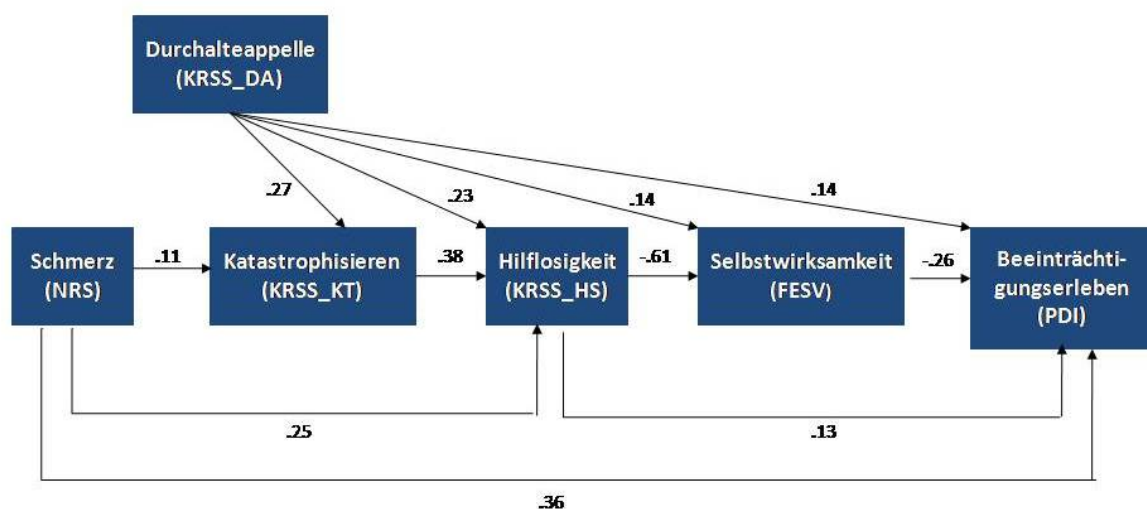 Durchalteappelle
(KRSS_DA)
.27
.23
.14
.14
Schmerz
(NRS)
.11
Katastrophisieren
(KRSS_KT)
.38
Hilflosigkeit
(KRSS_HS)
-.61
Selbstwirksamkeit
(FESV)
-.26
Beeinträchti-
gungserleben
(PDI)
.25
.13
.36